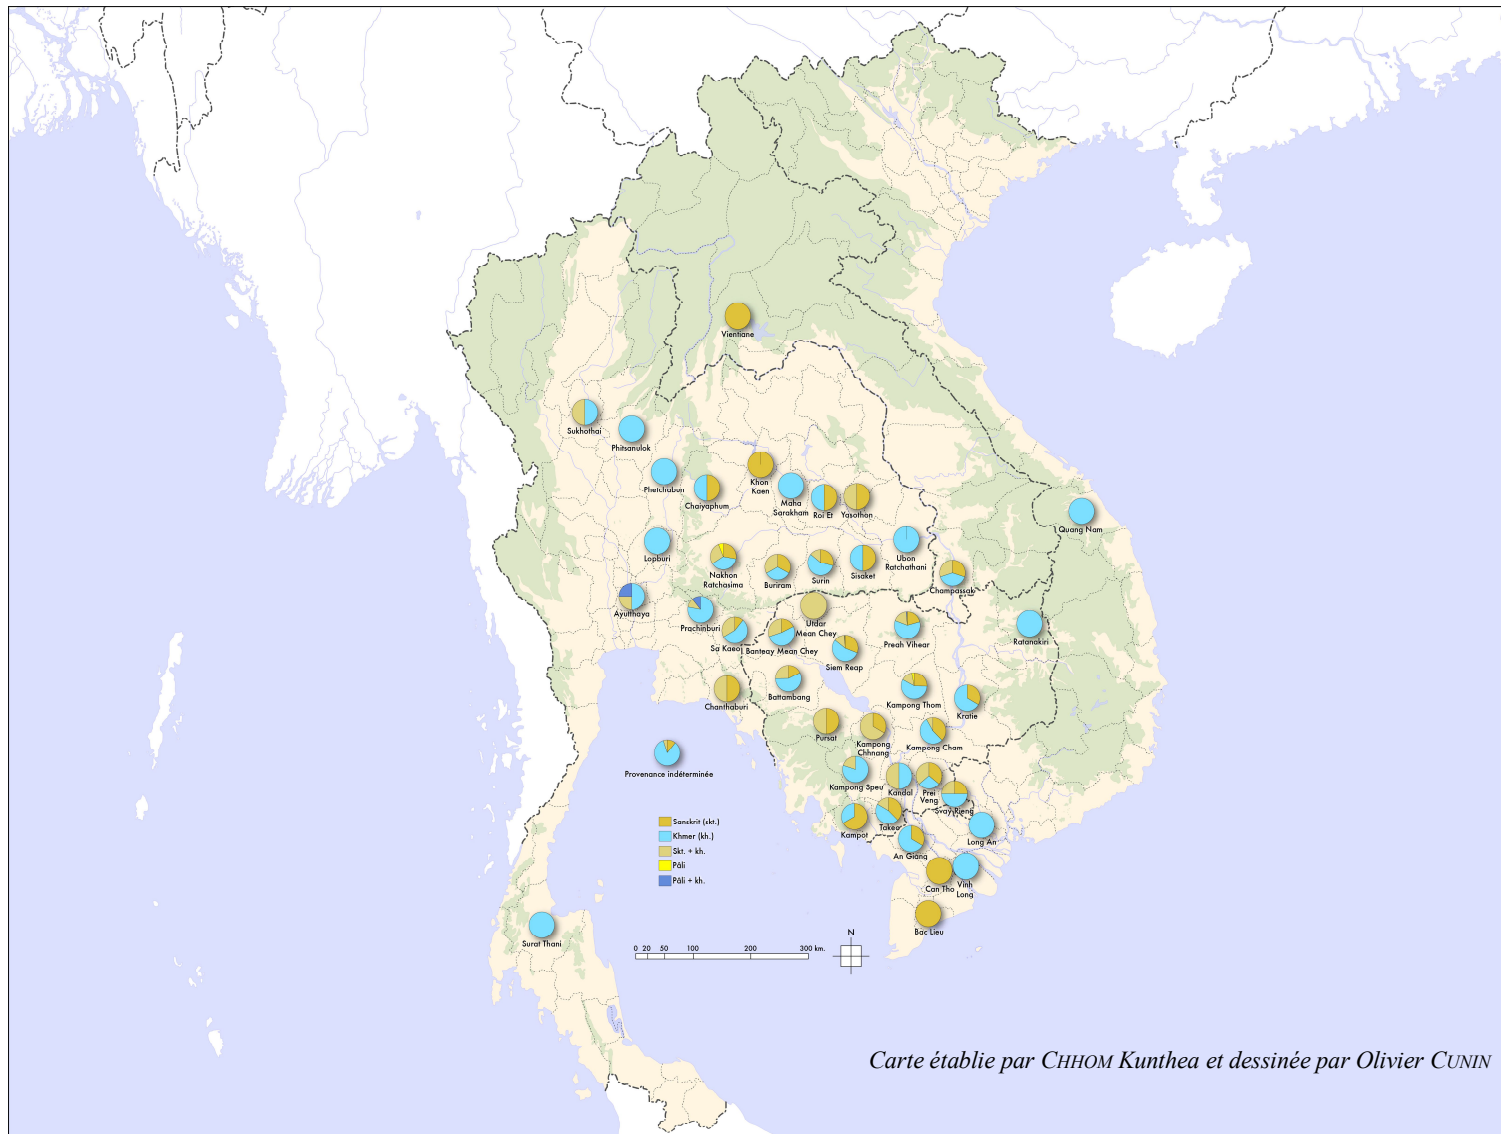 Vientiane
Sukhothai
Phitsanulok
Phetchabun
Chaiyaphum
Khon
Kaen
Maha
Sarakham
Roi Et
Yasothon
Quang Nam
Lopburi
Nakhon
Ratchasima
Buriram
Surin
Sisaket
Ubon
Ratchathani
Champassak
Ayutthaya
Prachinburi
Sa Kaeo
Banteay Mean Chey
Utdar
Mean Chey
Siem Reap
Preah Vihear
Ratanakiri
Chanthaburi
Battambang
Kampong Thom
Kratie
Pursat
Kampong
Chhnang
Kampong Cham
Provenance indéterminée
Kampong Speu
Kandal
Prei
Veng
Svay Rieng
Kampot
Takeo
An Giang
Long An
Can Tho
Vinh
Long
Bac Lieu
Surat Thani
Sanskrit (skt.)
Khmer (kh.)
Skt. + kh.
Pâli
Pâli + kh.
0 20 50 100 200 300 km.
N
Carte établie par CHHOM Kunthea et dessinée par Olivier CUNIN